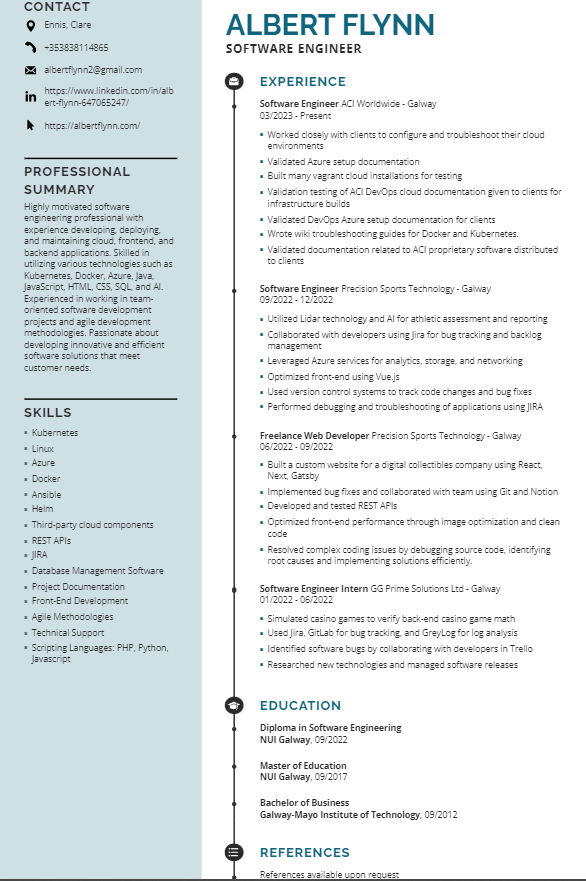 CONTACT
Ennis, Clare
+353838114865
albertflynn2@gmail.com
https://www.linkedin.com/in/alb
ert-flynn-647065247/
https://albertflynn.com/
PROFESSIONAL
SUMMARY
Highly motivated software
engineering professional with
experience developing, deploying,
and maintaining cloud, frontend, and
backend applications. Skilled in
utilizing various technologies such as
Kubernetes, Docker, Azure, Java,
JavaScript, HTML, CSS, SQL, and AI.
Experienced in working in team-
oriented software development
projects and agile development
methodologies. Passionate about
developing innovative and efficient
software solutions that meet
customer needs.
SKILLS
Kubernetes
Linux
Azure
Docker
Ansible
Helm
Third-party cloud components
REST APIs
JIRA
Database Management Software
Project Documentation
Front-End Development
Agile Methodologies
Technical Support
Scripting Languages: PHP, Python,
Javascript
ALBERT FLYNN
SOFTWARE ENGINEER
EXPERIENCE
Software Engineer ACI Worldwide - Galway
03/2023 - Present
Worked closely with clients to configure and troubleshoot their cloud
environments
Validated Azure setup documentation
Built many vagrant cloud installations for testing
Validation testing of ACI DevOps cloud documentation given to clients for
infrastructure builds
Validated DevOps Azure setup documentation for clients
Wrote wiki troubleshooting guides for Docker and Kubernetes.
Validated documentation related to ACI proprietary software distributed
to clients
Software Engineer Precision Sports Technology - Galway
09/2022 - 12/2022
Utilized Lidar technology and AI for athletic assessment and reporting
Collaborated with developers using Jira for bug tracking and backlog
management
Leveraged Azure services for analytics, storage, and networking
Optimized front-end using Vue.js
Used version control systems to track code changes and bug fixes
Performed debugging and troubleshooting of applications using JIRA
Freelance Web Developer Precision Sports Technology - Galway
06/2022 - 09/2022
Built a custom website for a digital collectibles company using React,
Next, Gatsby
Implemented bug fixes and collaborated with team using Git and Notion
Developed and tested REST APIs
Optimized front-end performance through image optimization and clean
code
Resolved complex coding issues by debugging source code, identifying
root causes and implementing solutions efficiently.
Software Engineer Intern GG Prime Solutions Ltd - Galway
01/2022 - 06/2022
Simulated casino games to verify back-end casino game math
Used Jira, GitLab for bug tracking, and GreyLog for log analysis
Identified software bugs by collaborating with developers in Trello
Researched new technologies and managed software releases
EDUCATION
Diploma in Software Engineering
NUI Galway, 09/2022
Master of Education
NUI Galway, 09/2017
Bachelor of Business
Galway-Mayo Institute of Technology, 09/2012
REFERENCES
References available upon request